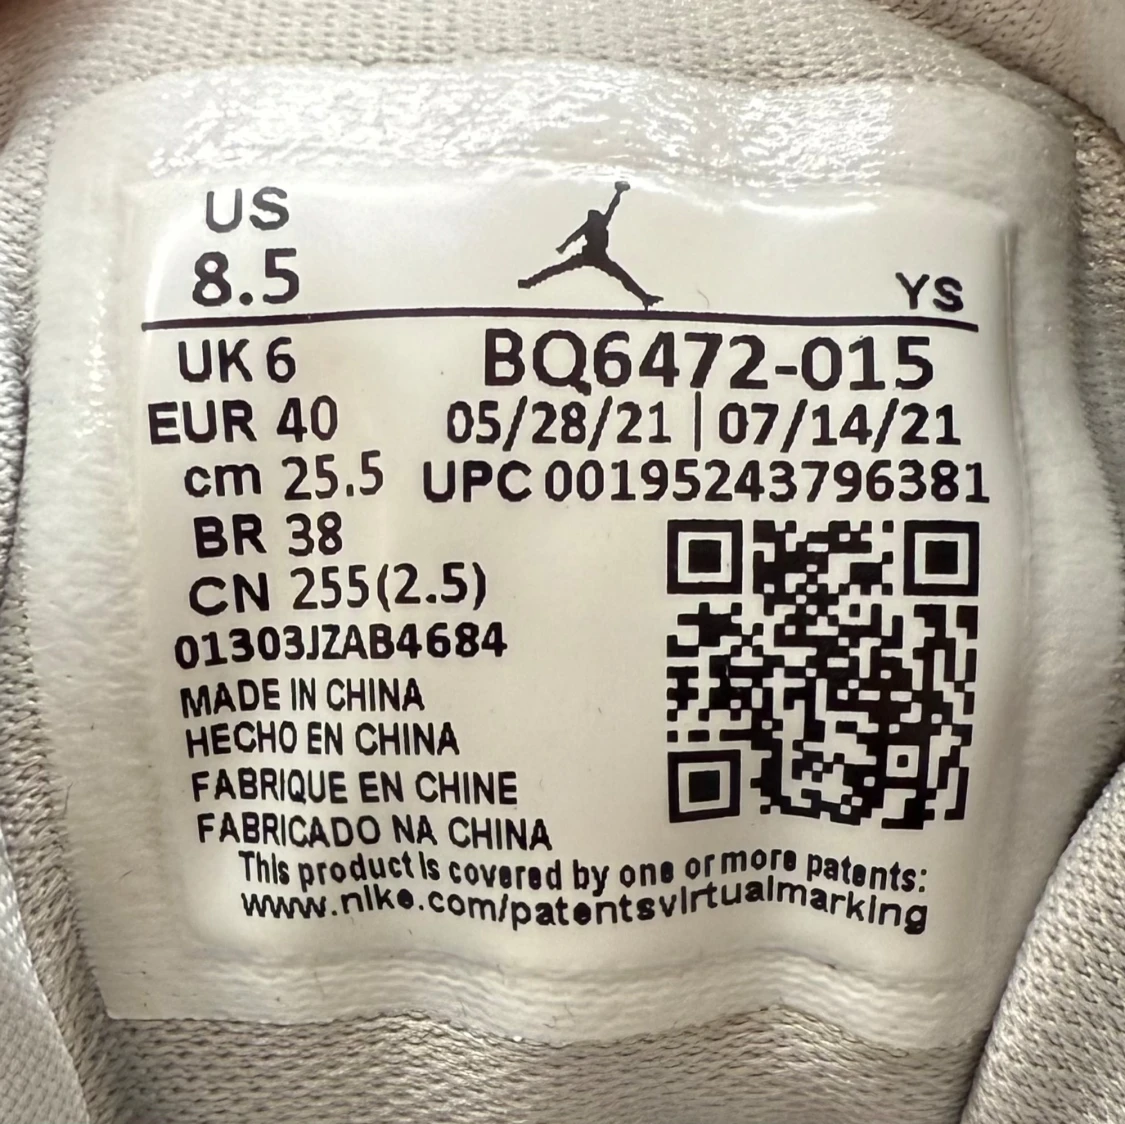 US
8.5
YS
UK 6
BQ6472-015
EUR 40
05/28/21 | 07/14/21
cm 25.5
UPC 00195243796381
BR 38
CN 255(2.5)
01303JZAB4684
MADE IN CHINA
HECHO EN CHINA
FABRIQUE EN CHINE
FABRICADO NA CHINA
This product is covered by one or more patents:
www.nike.com/patentsvirtualmarking